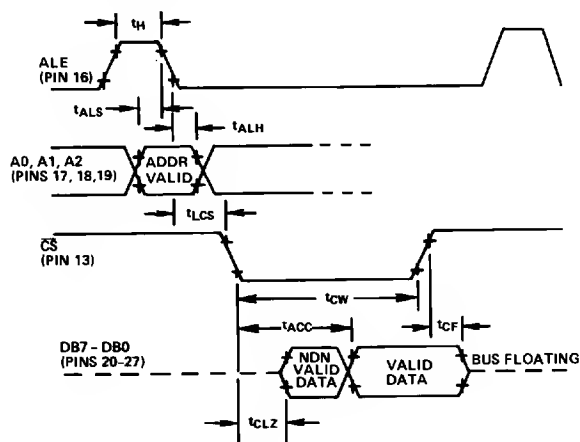 tH
ALE
(PIN 16)
tALS
tALH
A0, A1, A2
(PINS 17, 18,19)
ADDR
VALID
tLCS
CS
(PIN 13)
tCW
tACC
tCF
DB7 - DB0
(PINS 20-27)
NDN
VALID
DATA
VALID
DATA
BUS FLOATING
tCLZ